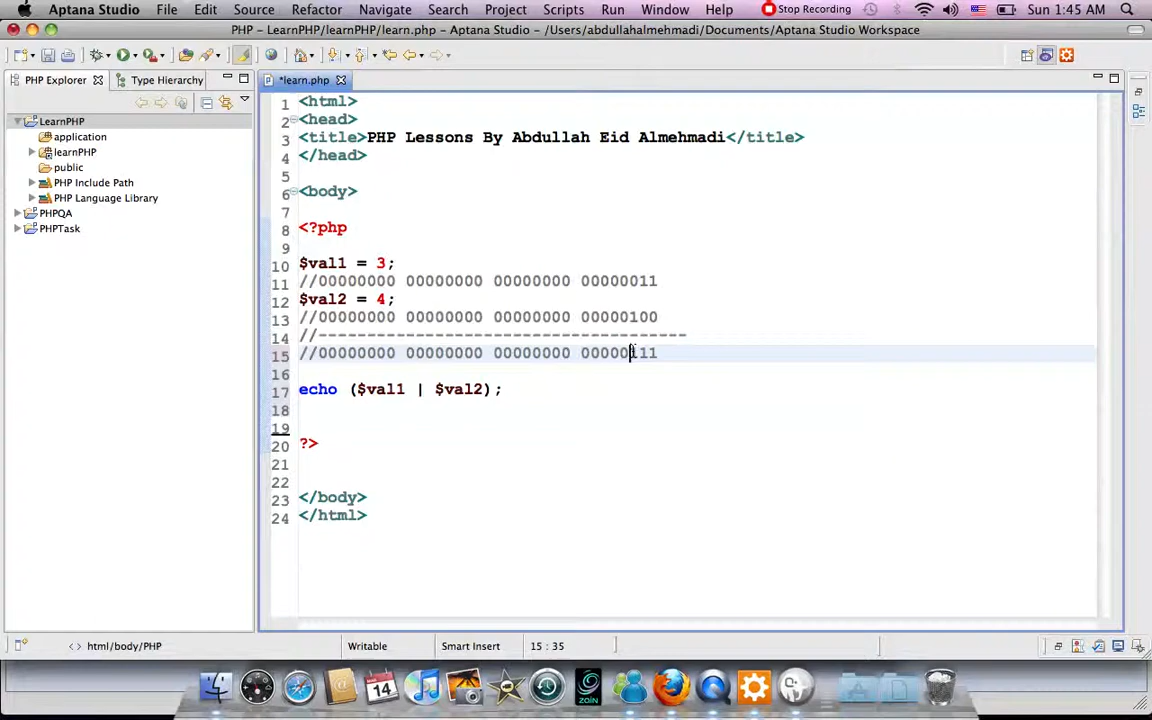 Aptana Studio File Edit Source Refactor Navigate Search Project Scripts Run Window Help Stop Recording Sun 1:45 AM
PHP - LearnPHP/learnPHP/learn.php - Aptana Studio - /Users/abdullahalmehmadi/Documents/Aptana Studio Workspace
PHP Explorer Type Hierarchy
*learn.php
LearnPHP
application
learnPHP
public
PHP Include Path
PHP Language Library
PHPQA
PHPTask
1 <html>
2 <head>
3 <title>PHP Lessons By Abdullah Eid Almehmadi</title>
4 </head>
5
6 <body>
7
8 <?php
9
10 $val1 = 3;
11 //00000000 00000000 00000000 00000011
12 $val2 = 4;
13 //00000000 00000000 00000000 00000100
14 //--------------------------------------
15 //00000000 00000000 00000000 00000111
16
17 echo ($val1 | $val2);
18
19
20 ?>
21
22
23 </body>
24 </html>
<> html/body/PHP Writable Smart Insert 15 : 35
14
zain